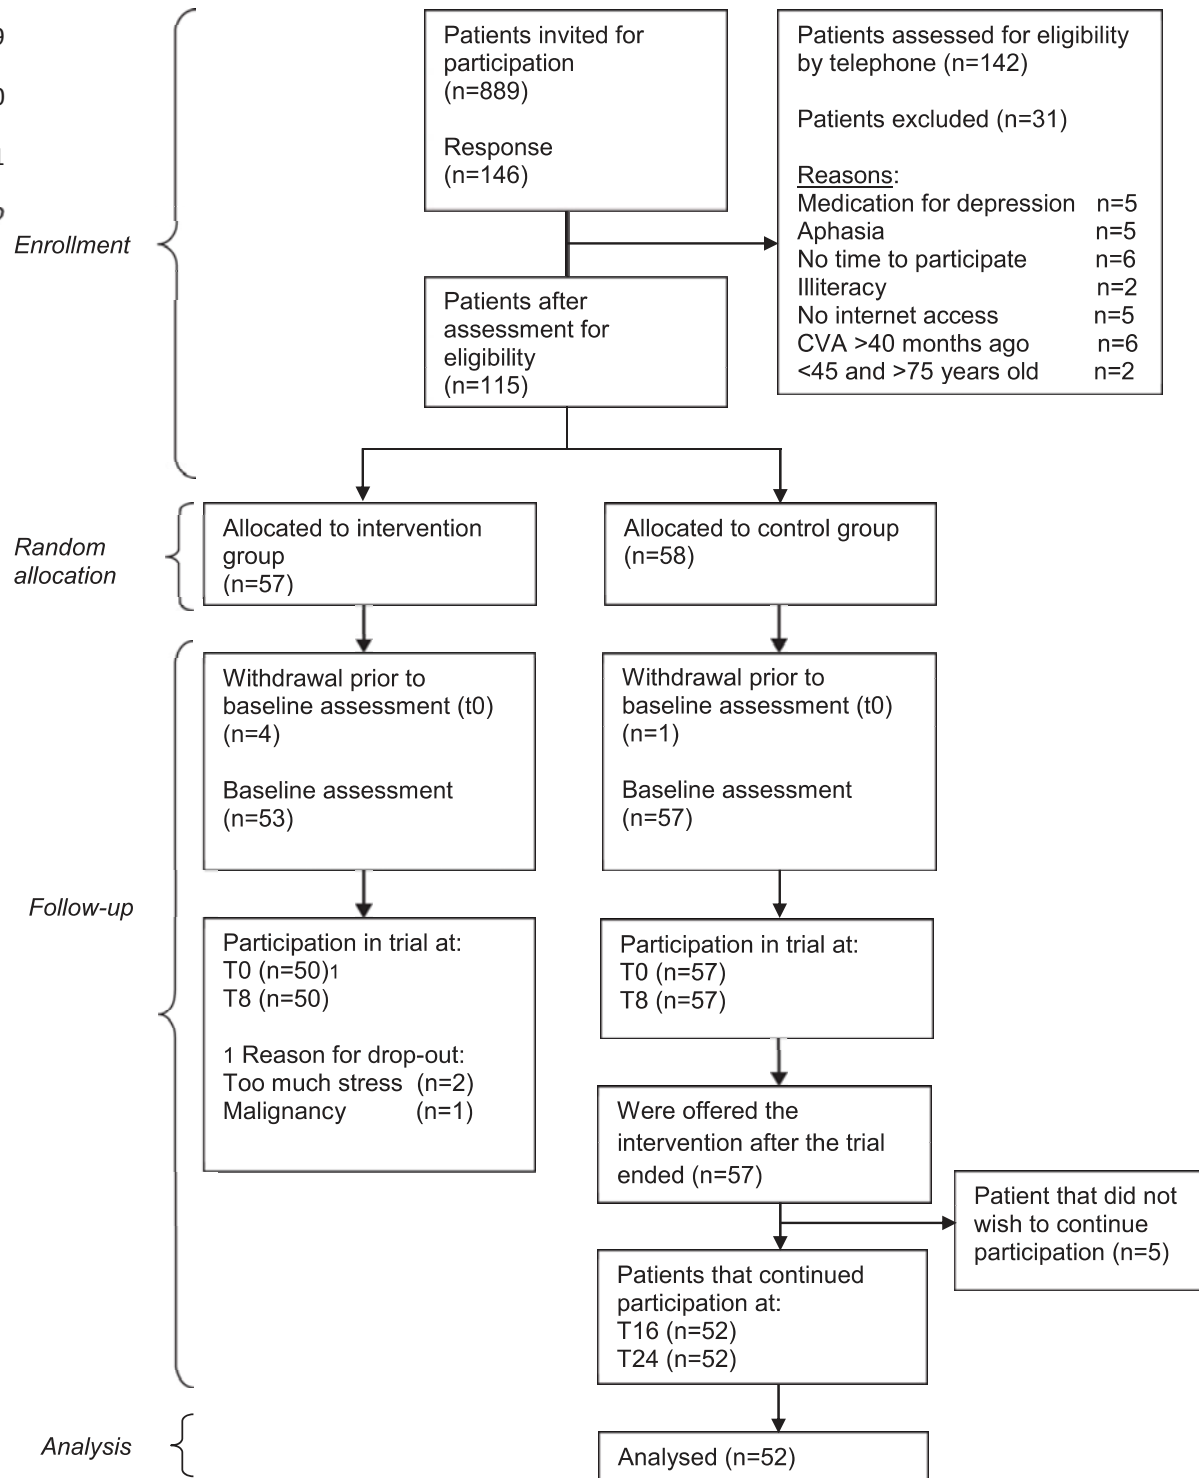 Patients invited for
participation
(n=889)
Response
(n=146)
Patients assessed for eligibility
by telephone (n=142)
Patients excluded (n=31)
Reasons:
Medication for depression n=5
Aphasia n=5
No time to participate n=6
Illiteracy n=2
No internet access n=5
CVA >40 months ago n=6
<45 and >75 years old n=2
Enrollment
Patients after
assessment for
eligibility
(n=115)
Random
allocation
Allocated to intervention
group
(n=57)
Allocated to control group
(n=58)
Follow-up
Withdrawal prior to
baseline assessment (t0)
(n=4)
Baseline assessment
(n=53)
Withdrawal prior to
baseline assessment (t0)
(n=1)
Baseline assessment
(n=57)
Participation in trial at:
T0 (n=50)1
T8 (n=50)
1 Reason for drop-out:
Too much stress (n=2)
Malignancy (n=1)
Participation in trial at:
T0 (n=57)
T8 (n=57)
Were offered the
intervention after the trial
ended (n=57)
Patient that did not
wish to continue
participation (n=5)
Patients that continued
participation at:
T16 (n=52)
T24 (n=52)
Analysis
Analysed (n=52)